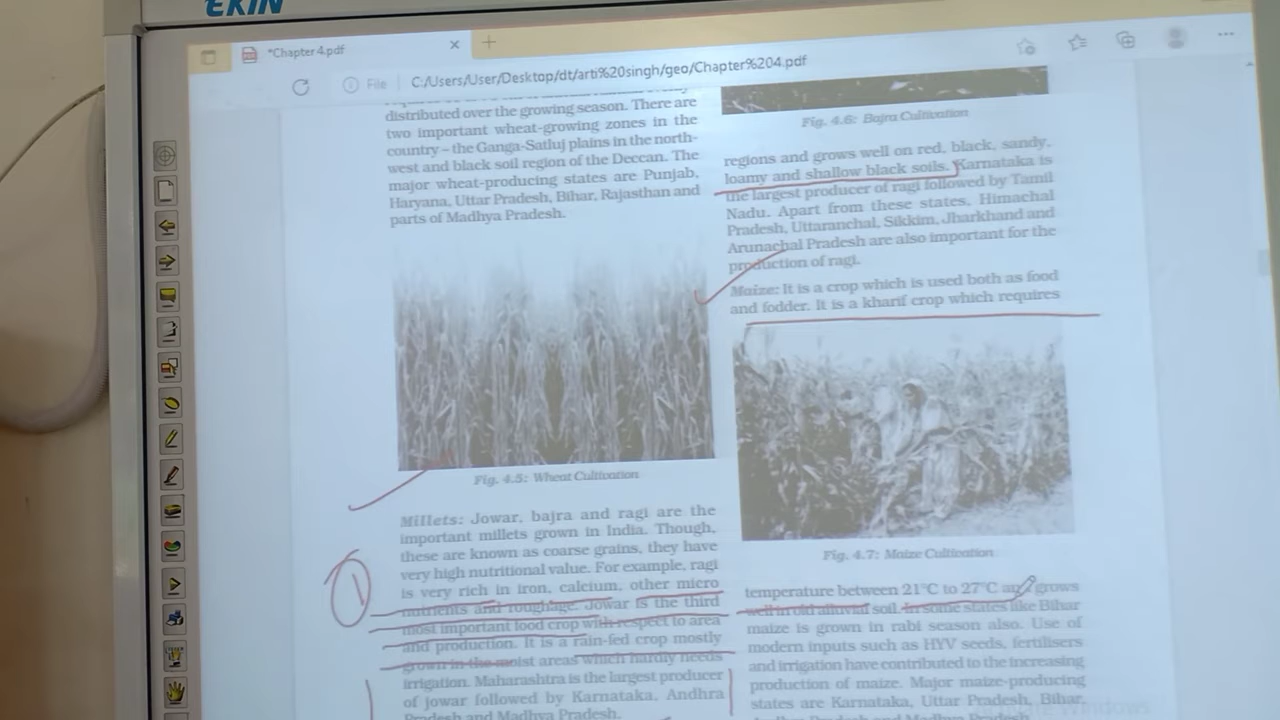 EKIN
*Chapter 4.pdf
File
C:/Users/User/Desktop/dt/arti%20singh/geo/Chapter%204.pdf
distributed over the growing season. There are
two important wheat-growing zones in the
country – the Ganga-Satluj plains in the north-
west and black soil region of the Deccan. The
major wheat-producing states are Punjab,
Haryana, Uttar Pradesh, Bihar, Rajasthan and
parts of Madhya Pradesh.
Fig. 4.5: Wheat Cultivation
Millets: Jowar, bajra and ragi are the
important millets grown in India. Though,
these are known as coarse grains, they have
very high nutritional value. For example, ragi
is very rich in iron, calcium, other micro
nutrients and roughage. Jowar is the third
most important food crop with respect to area
and production. It is a rain-fed crop mostly
grown in the moist areas which hardly needs
irrigation. Maharashtra is the largest producer
of jowar followed by Karnataka, Andhra
Pradesh and Madhya Pradesh.
Fig. 4.6: Bajra Cultivation
regions and grows well on red, black, sandy,
loamy and shallow black soils. Karnataka is
the largest producer of ragi followed by Tamil
Nadu. Apart from these states, Himachal
Pradesh, Uttaranchal, Sikkim, Jharkhand and
Arunachal Pradesh are also important for the
production of ragi.
Maize: It is a crop which is used both as food
and fodder. It is a kharif crop which requires
Fig. 4.7: Maize Cultivation
temperature between 21°C to 27°C and grows
well in old alluvial soil. In some states like Bihar
maize is grown in rabi season also. Use of
modern inputs such as HYV seeds, fertilisers
and irrigation have contributed to the increasing
production of maize. Major maize-producing
states are Karnataka, Uttar Pradesh, Bihar,
Pradesh and Madhya Pradesh.